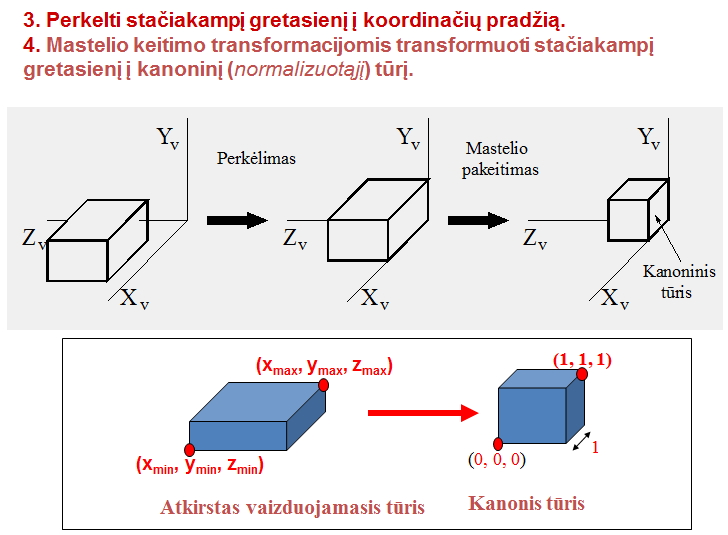 3. Perkelti stačiakampį gretasienį į koordinačių pradžią.
4. Mastelio keitimo transformacijomis transformuoti stačiakampį
gretasienį į kanoninį (normalizuotąjį) tūrį.
Yv
Zv
Xv
Perkėlimas
Yv
Zv
Xv
Mastelio
pakeitimas
Yv
Zv
Xv
Kanoninis
tūris
(xmax, ymax, zmax)
(xmin, ymin, zmin)
Atkirstas vaizduojamasis tūris
(1, 1, 1)
(0, 0, 0)
1
Kanonis tūris